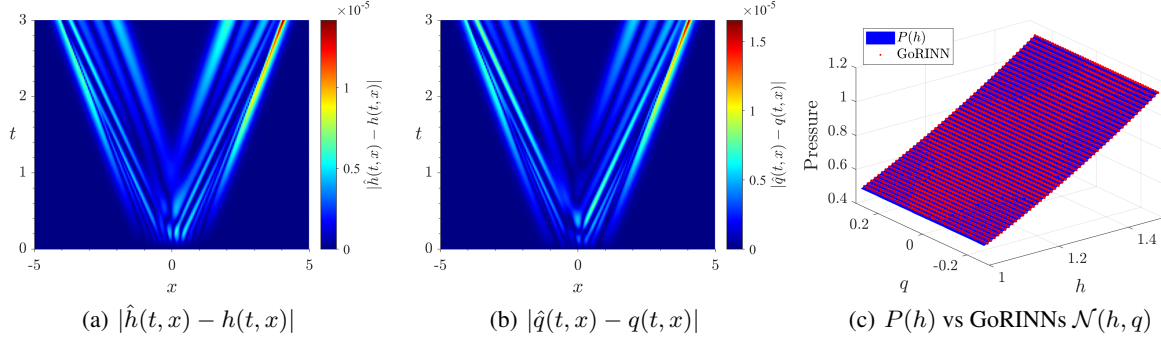 ×10⁻⁵
×10⁻⁵
3
2
t
1
0
-5
0
5
x
1
0.5
0
|ĥ(t, x) − h(t, x)|
3
2
t
1
0
-5
0
5
x
1.5
1
0.5
0
|q̂(t, x) − q(t, x)|
P(h)
GoRINN
1.2
1
0.8
0.6
0.4
Pressure
0.2
0
-0.2
q
1
1.2
1.4
h
(a) |ĥ(t, x) − h(t, x)|
(b) |q̂(t, x) − q(t, x)|
(c) P(h) vs GoRINNs 𝒩(h, q)